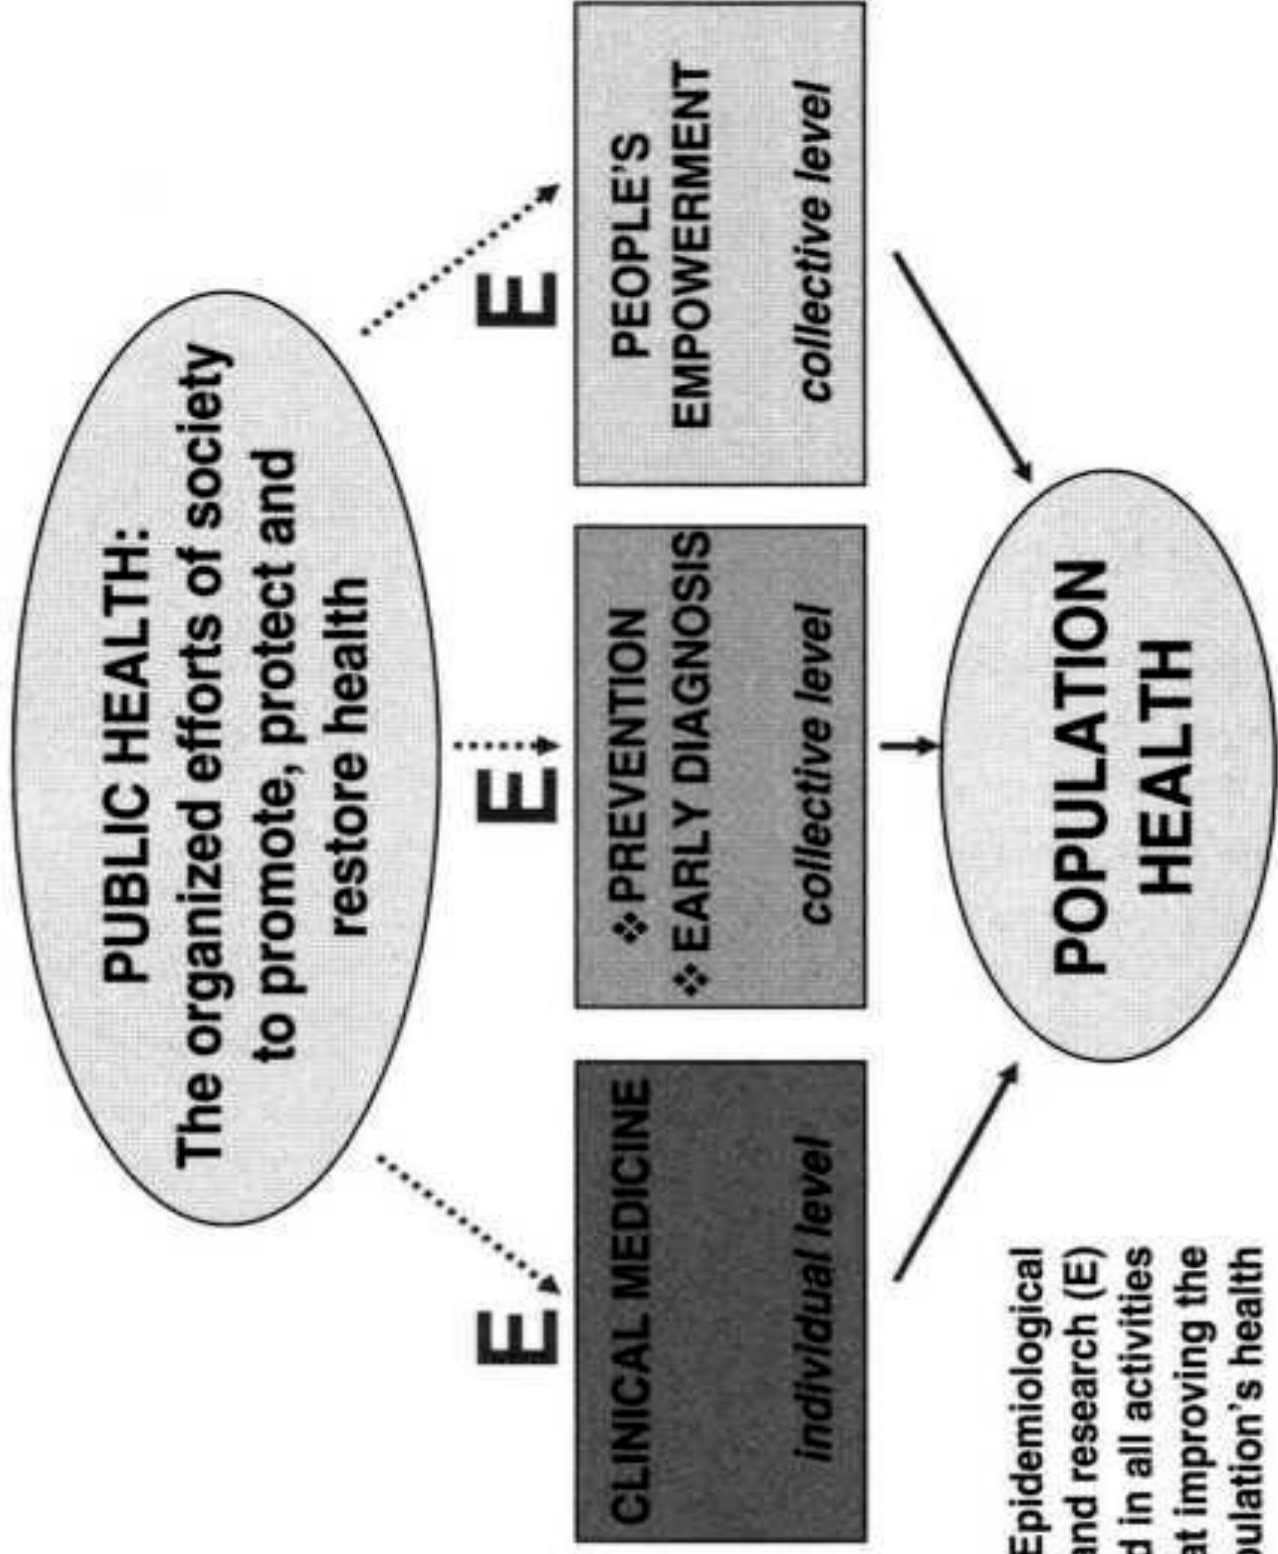 PUBLIC HEALTH:
The organized efforts of society
to promote, protect and
restore health
E
E
E
CLINICAL MEDICINE
individual level
❖ PREVENTION
❖ EARLY DIAGNOSIS
collective level
PEOPLE'S
EMPOWERMENT
collective level
POPULATION
HEALTH
Epidemiological
and research (E)
in all activities
at improving the
health